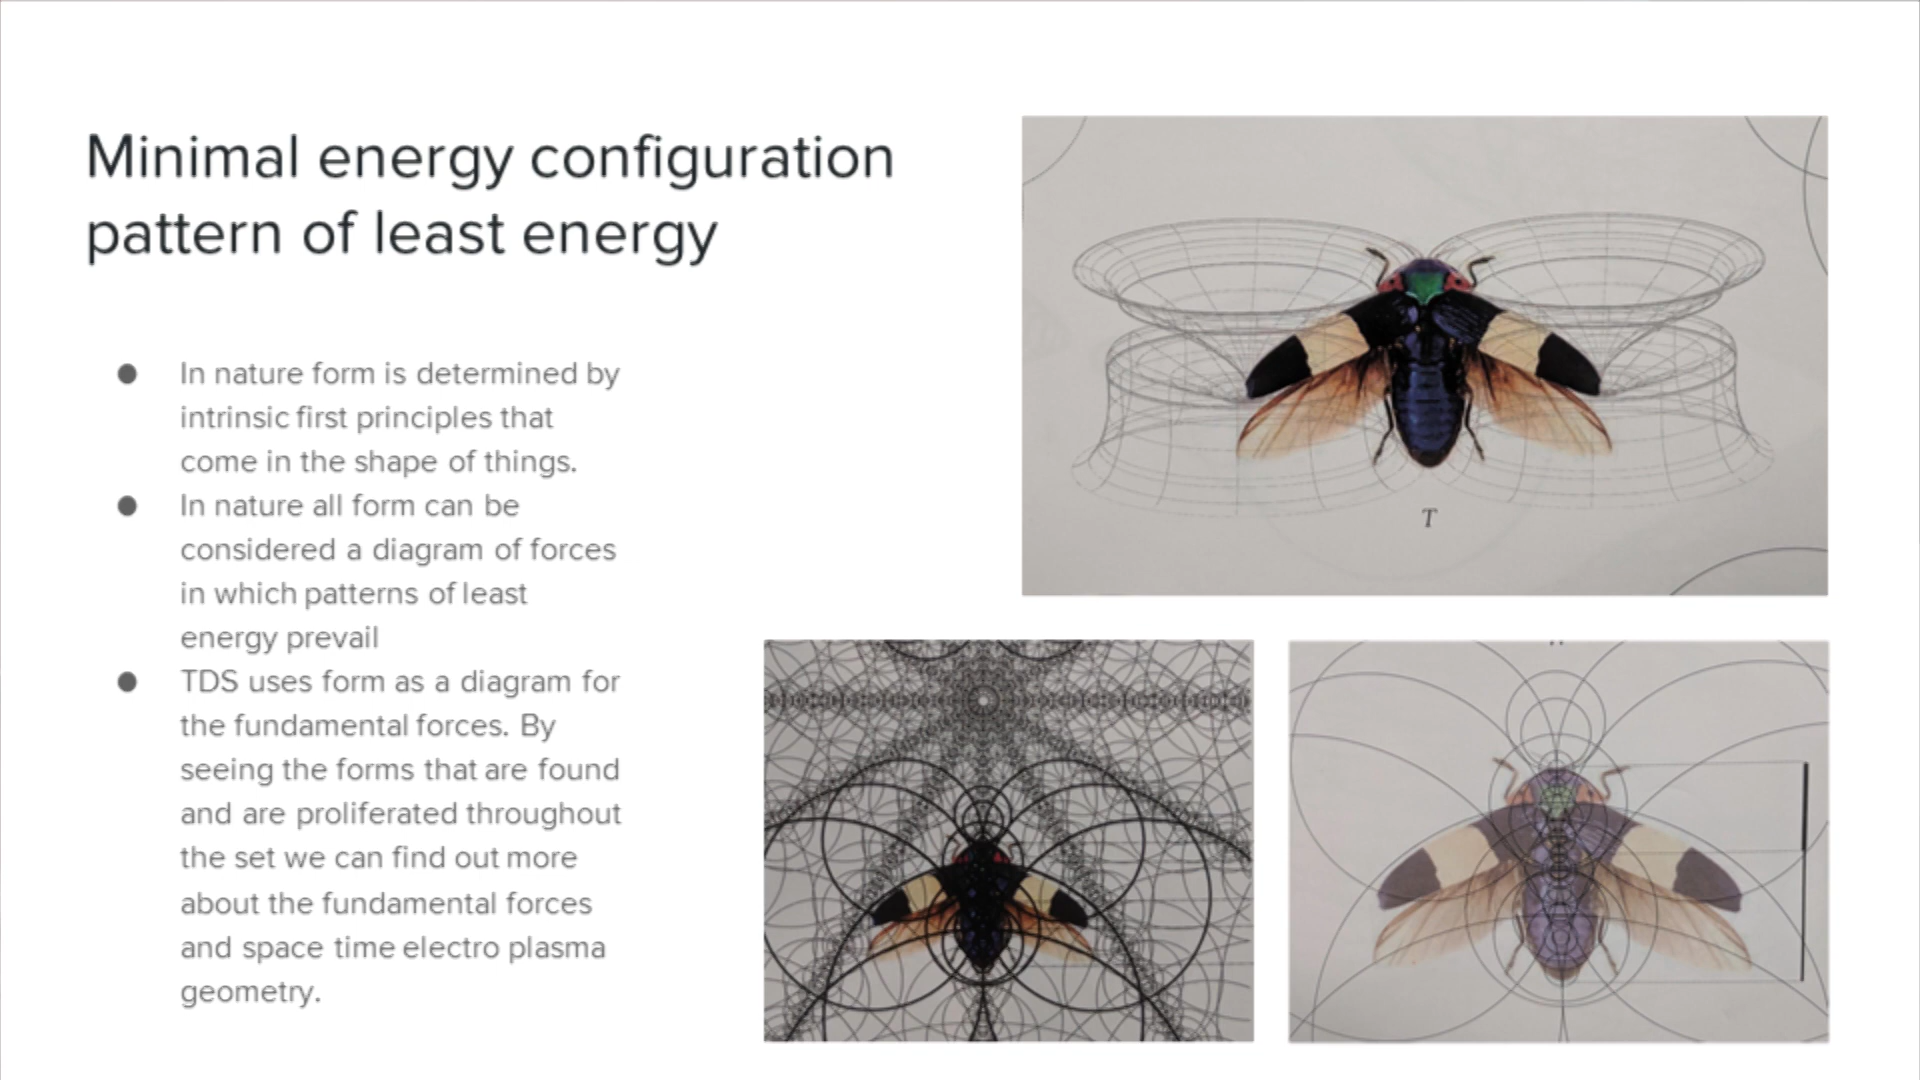 Minimal energy configuration
pattern of least energy
● In nature form is determined by
intrinsic first principles that
come in the shape of things.
● In nature all form can be
considered a diagram of forces
in which patterns of least
energy prevail
● TDS uses form as a diagram for
the fundamental forces. By
seeing the forms that are found
and are proliferated throughout
the set we can find out more
about the fundamental forces
and space time electro plasma
geometry.
T